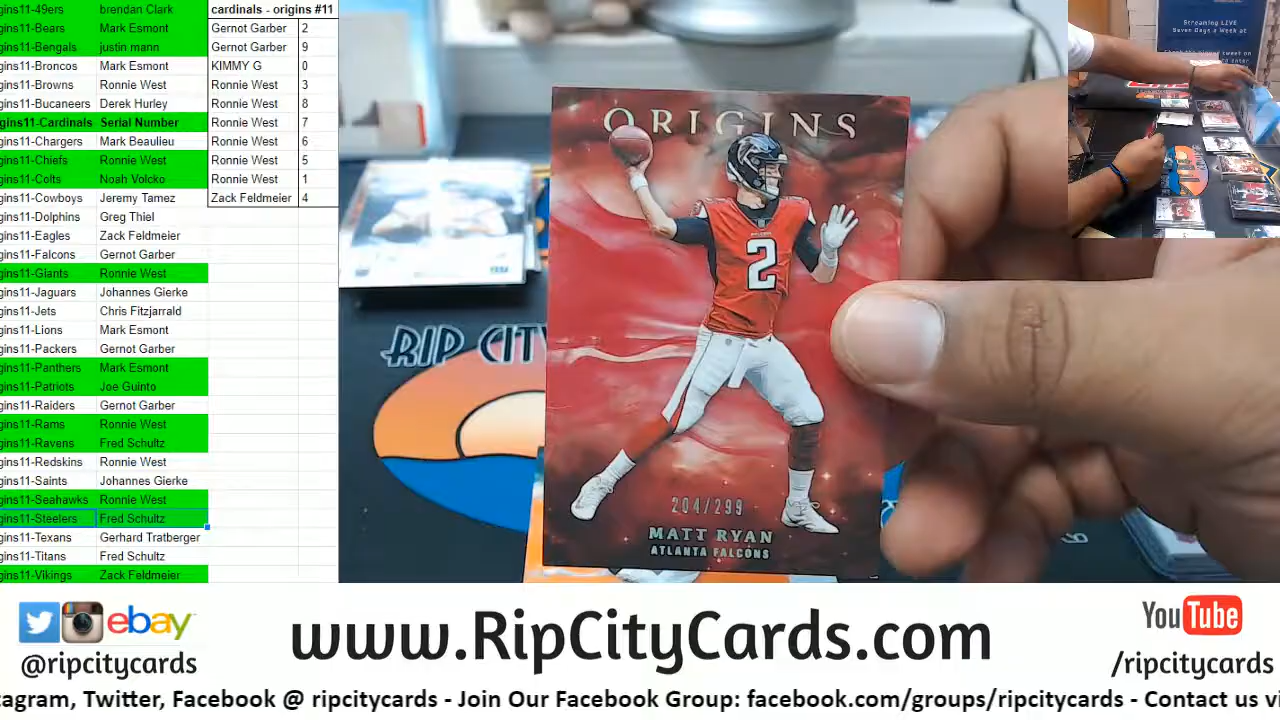 gins11-49ers brendan Clark
gins11-Bears Mark Esmont
gins11-Bengals justin mann
gins11-Broncos Mark Esmont
gins11-Browns Ronnie West
gins11-Bucaneers Derek Hurley
gins11-Cardinals Serial Number
gins11-Chargers Mark Beaulieu
gins11-Chiefs Ronnie West
gins11-Colts Noah Volcko
gins11-Cowboys Jeremy Tamez
gins11-Dolphins Greg Thiel
gins11-Eagles Zack Feldmeier
gins11-Falcons Gernot Garber
gins11-Giants Ronnie West
gins11-Jaguars Johannes Gierke
gins11-Jets Chris Fitzjarrald
gins11-Lions Mark Esmont
gins11-Packers Gernot Garber
gins11-Panthers Mark Esmont
gins11-Patriots Joe Guinto
gins11-Raiders Gernot Garber
gins11-Rams Ronnie West
gins11-Ravens Fred Schultz
gins11-Redskins Ronnie West
gins11-Saints Johannes Gierke
gins11-Seahawks Ronnie West
gins11-Steelers Fred Schultz
gins11-Texans Gerhard Tratberger
gins11-Titans Fred Schultz
gins11-Vikings Zack Feldmeier
cardinals - origins #11
Gernot Garber 2
Gernot Garber 9
KIMMY G 0
Ronnie West 3
Ronnie West 8
Ronnie West 7
Ronnie West 6
Ronnie West 5
Ronnie West 1
Zack Feldmeier 4
ORIGINS
2
204/299
MATT RYAN
ATLANTA FALCONS
RIP CIT
Streaming LIVE
Seven Days a Week at
ebay
@ripcitycards
www.RipCityCards.com
YouTube
/ripcitycards
tagram, Twitter, Facebook @ ripcitycards - Join Our Facebook Group: facebook.com/groups/ripcitycards - Contact us vi